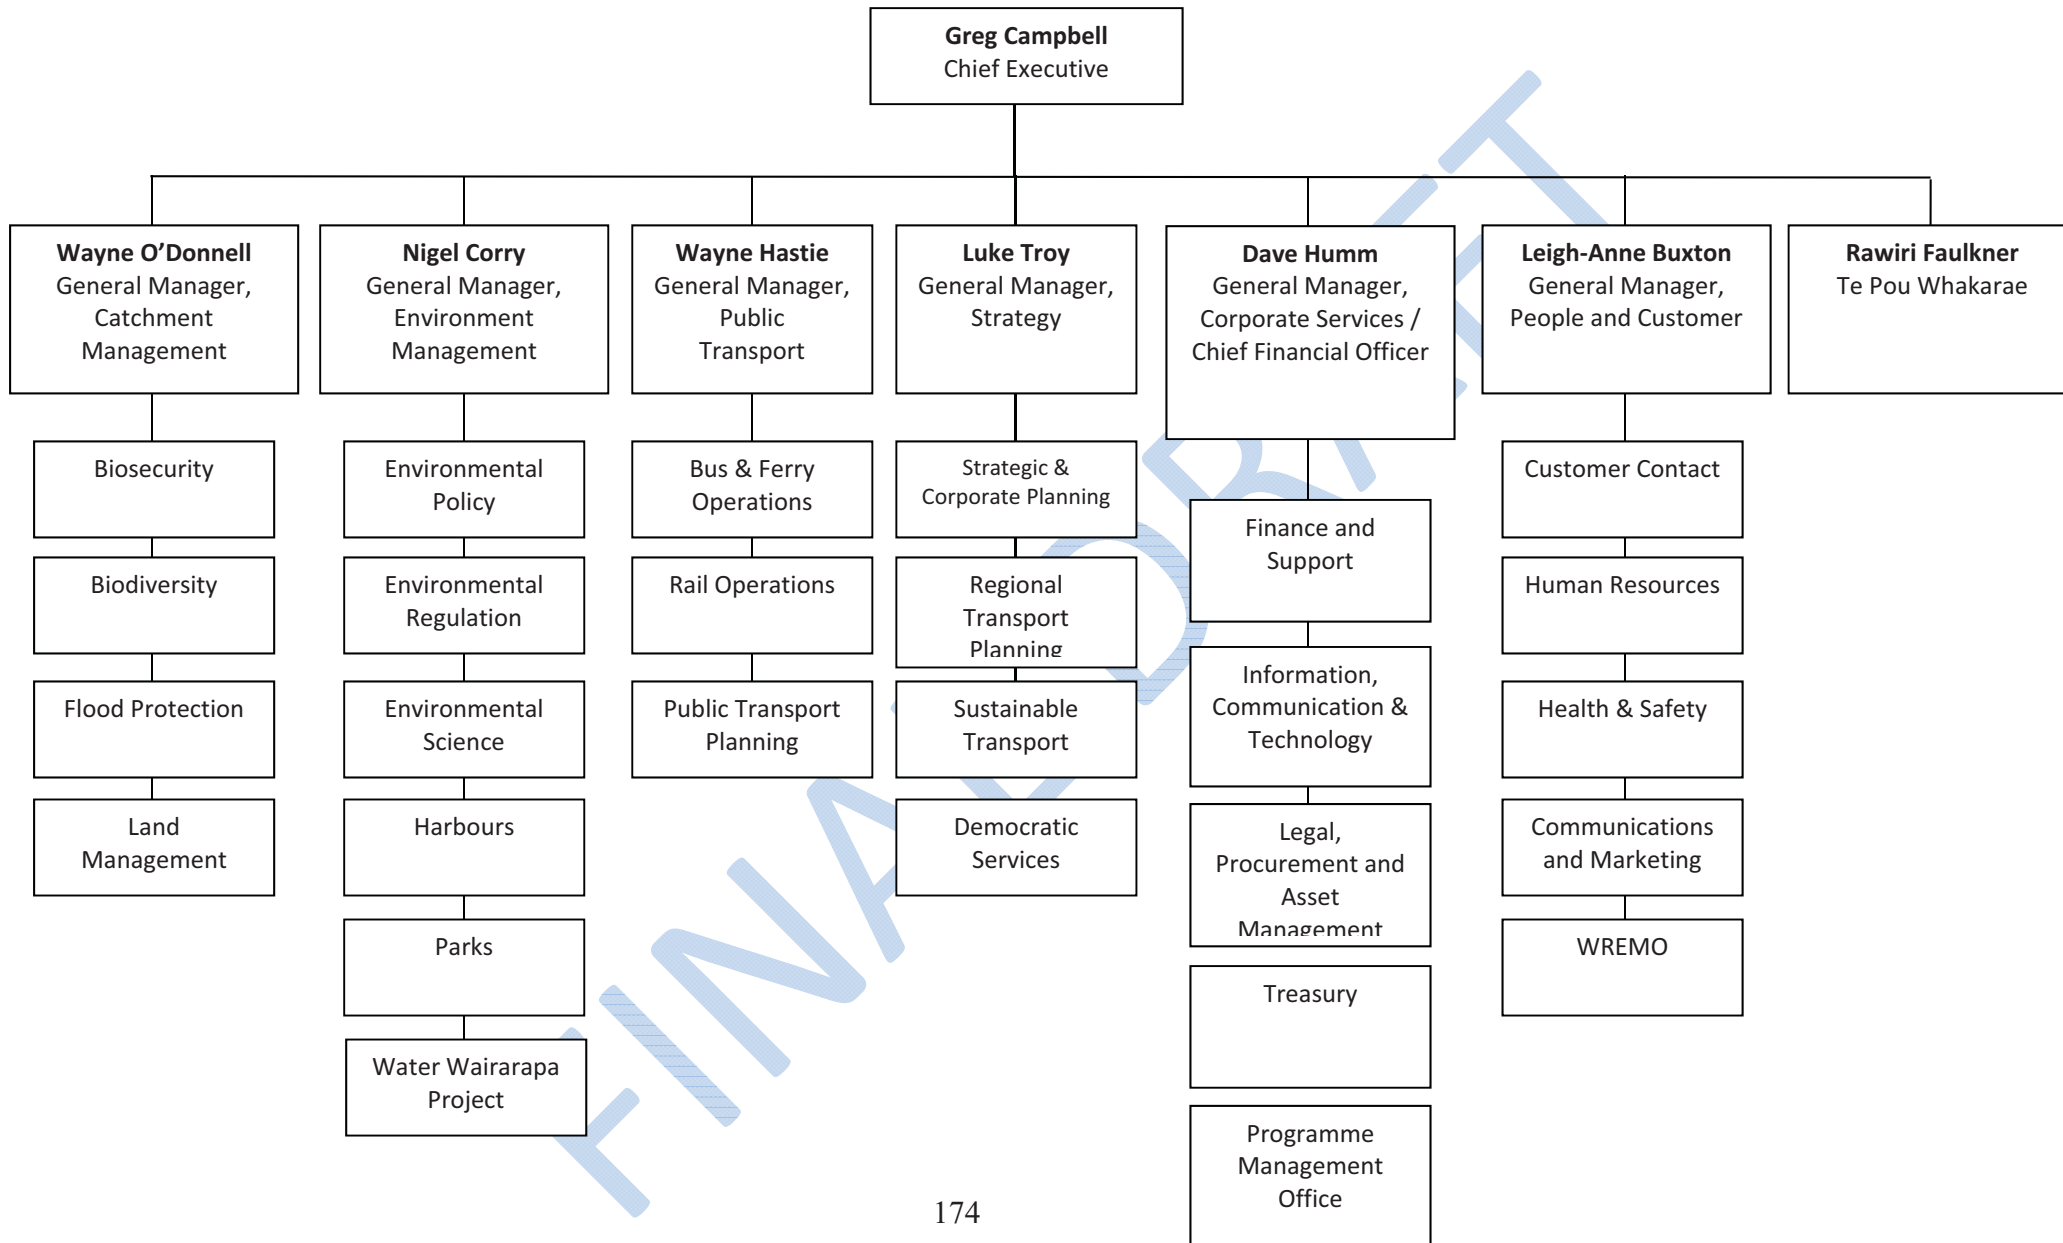 Greg Campbell
Chief Executive
Wayne O’Donnell
General Manager,
Catchment
Management
Nigel Corry
General Manager,
Environment
Management
Wayne Hastie
General Manager,
Public
Transport
Luke Troy
General Manager,
Strategy
Dave Humm
General Manager,
Corporate Services /
Chief Financial Officer
Leigh-Anne Buxton
General Manager,
People and Customer
Rawiri Faulkner
Te Pou Whakarae
Biosecurity
Biodiversity
Flood Protection
Land
Management
Environmental
Policy
Environmental
Regulation
Environmental
Science
Harbours
Parks
Water Wairarapa
Project
Bus & Ferry
Operations
Rail Operations
Public Transport
Planning
Strategic &
Corporate Planning
Regional
Transport
Planning
Sustainable
Transport
Democratic
Services
Finance and
Support
Information,
Communication &
Technology
Legal,
Procurement and
Asset
Management
Treasury
Programme
Management
Office
Customer Contact
Human Resources
Health & Safety
Communications
and Marketing
WREMO
FINAL DRAFT
174